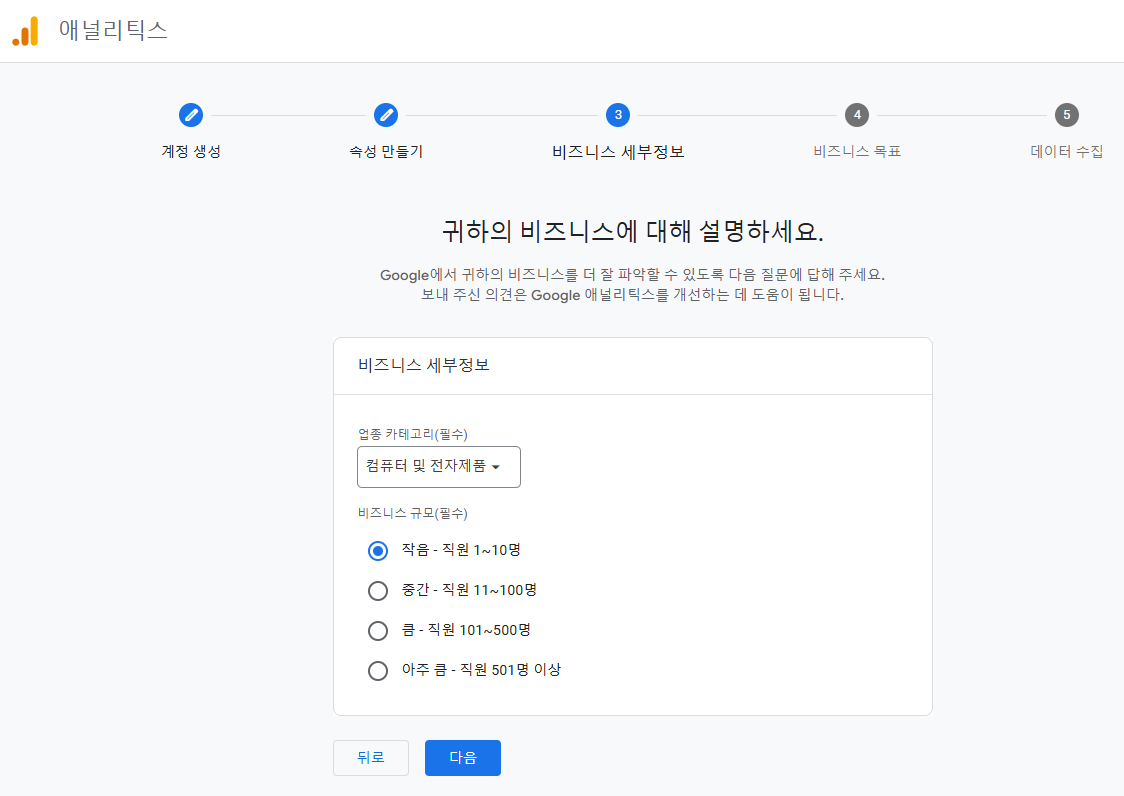 애널리틱스
3
4
5
계정 생성
속성 만들기
비즈니스 세부정보
비즈니스 목표
데이터 수집
귀하의 비즈니스에 대해 설명하세요.
Google에서 귀하의 비즈니스를 더 잘 파악할 수 있도록 다음 질문에 답해 주세요.
보내 주신 의견은 Google 애널리틱스를 개선하는 데 도움이 됩니다.
비즈니스 세부정보
업종 카테고리(필수)
컴퓨터 및 전자제품
비즈니스 규모(필수)
작음 - 직원 1~10명
중간 - 직원 11~100명
큼 - 직원 101~500명
아주 큼 - 직원 501명 이상
뒤로
다음